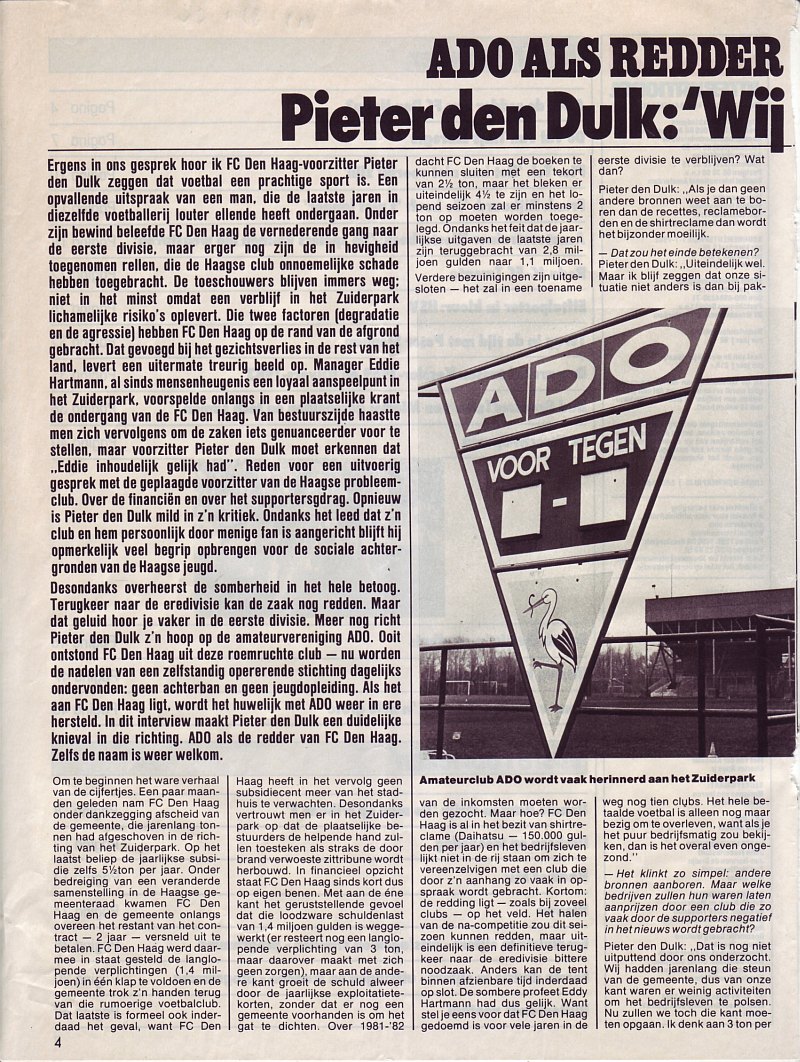 ADO ALS REDDER
Pieter den Dulk: 'Wij
Ergens in ons gesprek hoor ik FC Den Haag-voorzitter Pieter
den Dulk zeggen dat voetbal een prachtige sport is. Een
opvallende uitspraak van een man, die de laatste jaren in
diezelfde voetballerij louter ellende heeft ondergaan. Onder
zijn bewind beleefde FC Den Haag de vernederende gang naar
de eerste divisie, maar erger nog zijn de in hevigheid
toegenomen rellen, die de Haagse club onnoemelijke schade
hebben toegebracht. De toeschouwers blijven immers weg;
niet in het minst omdat een verblijf in het Zuiderpark
lichamelijke risiko's oplevert. Die twee factoren (degradatie
en de agressie) hebben FC Den Haag op de rand van de afgrond
gebracht. Dat gevoegd bij het gezichtsverlies in de rest van het
land, levert een uitermate treurig beeld op. Manager Eddie
Hartmann, al sinds mensenheugenis een loyaal aanspeelpunt in
het Zuiderpark, voorspelde onlangs in een plaatselijke krant
de ondergang van de FC Den Haag. Van bestuurszijde haastte
men zich vervolgens om de zaken iets genuanceerder voor te
stellen, maar voorzitter Pieter den Dulk moet erkennen dat
„Eddie inhoudelijk gelijk had”. Reden voor een uitvoerig
gesprek met de geplaagde voorzitter van de Haagse probleem-
club. Over de financiën en over het supportersgdrag. Opnieuw
is Pieter den Dulk mild in z'n kritiek. Ondanks het leed dat z'n
club en hem persoonlijk door menige fan is aangericht blijft hij
opmerkelijk veel begrip opbrengen voor de sociale achter-
gronden van de Haagse jeugd.
Desondanks overheerst de somberheid in het hele betoog.
Terugkeer naar de eredivisie kan de zaak nog redden. Maar
dat geluid hoor je vaker in de eerste divisie. Meer nog richt
Pieter den Dulk z'n hoop op de amateurvereniging ADO. Ooit
ontstond FC Den Haag uit deze roemruchte club — nu worden
de nadelen van een zelfstandig opererende stichting dagelijks
ondervonden: geen achterban en geen jeugdopleiding. Als het
aan FC Den Haag ligt, wordt het huwelijk met ADO weer in ere
hersteld. In dit interview maakt Pieter den Dulk een duidelijke
knieval in die richting. ADO als de redder van FC Den Haag.
Zelfs de naam is weer welkom.
Om te beginnen het ware verhaal
van de cijfertjes. Een paar maan-
den geleden nam FC Den Haag
onder dankzegging afscheid van
de gemeente, die jarenlang ton-
nen had afgeschoven in de rich-
ting van het Zuiderpark. Op het
laatst beliep de jaarlijkse subsi-
die zelfs 5½ton per jaar. Onder
bedreiging van een veranderde
samenstelling in de Haagse ge-
meenteraad kwamen FC Den
Haag en de gemeente onlangs
overeen het restant van het con-
tract — 2 jaar — versneld uit te
betalen. FC Den Haag werd daar-
mee in staat gesteld de langlo-
pende verplichtingen (1,4 mil-
joen) in één klap te voldoen en de
gemeente trok z'n handen terug
van die rumoerige voetbalclub.
Dat laatste is formeel ook inder-
daad het geval, want FC Den
Haag heeft in het vervolg geen
subsidiecent meer van het stad-
huis te verwachten. Desondanks
vertrouwt men er in het Zuider-
park op dat de plaatselijke be-
stuurders de helpende hand zul-
len toesteken als straks de door
brand verwoeste zittribune wordt
herbouwd. In financieel opzicht
staat FC Den Haag sinds kort dus
op eigen benen. Met aan de éne
kant het geruststellende gevoel
dat die loodzware schuldenlast
van 1,4 miljoen gulden is wegge-
werkt (er resteert nog een langlo-
pende verplichting van 3 ton,
maar daarover maakt met zich
geen zorgen), maar aan de ande-
re kant groeit de schuld alweer
door de jaarlijkse exploitatiete-
korten, zonder dat er nog een
gemeente voorhanden is om het
gat te dichten. Over 1981-'82
dacht FC Den Haag de boeken te
kunnen sluiten met een tekort
van 2½ ton, maar het bleken er
uiteindelijk 4½ te zijn en het lo-
pend seizoen zal er minstens 2
ton op moeten worden toege-
legd. Ondanks het feit dat de jaar-
lijkse uitgaven de laatste jaren
zijn teruggebracht van 2,8 mil-
joen gulden naar 1,1 miljoen.
Verdere bezuinigingen zijn uitge-
sloten — het zal in een toename
eerste divisie te verblijven? Wat
dan?
Pieter den Dulk: „Als je dan geen
andere bronnen weet aan te bo-
ren dan de recettes, reclamebor-
den en de shirtreclame dan wordt
het bijzonder moeilijk.
— Dat zou het einde betekenen?
Pieter den Dulk: „Uiteindelijk wel.
Maar ik blijf zeggen dat onze si-
tuatie niet anders is dan bij pak-
ADO
VOOR TEGEN
-
Amateurclub ADO wordt vaak herinnerd aan het Zuiderpark
van de inkomsten moeten wor-
den gezocht. Maar hoe? FC Den
Haag is al in het bezit van shirtre-
clame (Daihatsu — 150.000 gul-
den per jaar) en het bedrijfsleven
lijkt niet in de rij staan om zich te
vereenzelvigen met een club die
door z'n aanhang zo vaak in op-
spraak wordt gebracht. Kortom:
de redding ligt — zoals bij zoveel
clubs — op het veld. Het halen
van de na-competitie zou dit sei-
zoen kunnen redden, maar uit-
eindelijk is een definitieve terug-
keer naar de eredivisie bittere
noodzaak. Anders kan de tent
binnen afzienbare tijd inderdaad
op slot. De sombere profeet Eddy
Hartmann had dus gelijk. Want
stel je eens voor dat FC Den Haag
gedoemd is voor vele jaren in de
weg nog tien clubs. Het hele be-
taalde voetbal is alleen nog maar
bezig om te overleven, want als je
het puur bedrijfsmatig zou bekij-
ken, dan is het overal even onge-
zond.”
— Het klinkt zo simpel: andere
bronnen aanboren. Maar welke
bedrijven zullen hun waren laten
aanprijzen door een club die zo
vaak door de supporters negatief
in het nieuws wordt gebracht?
Pieter den Dulk: „Dat is nog niet
uitputtend door ons onderzocht.
Wij hadden jarenlang die steun
van de gemeente, dus van onze
kant waren er weinig activiteiten
om het bedrijfsleven te polsen.
Nu zullen we toch die kant moe-
ten opgaan. Ik denk aan 3 ton per
4